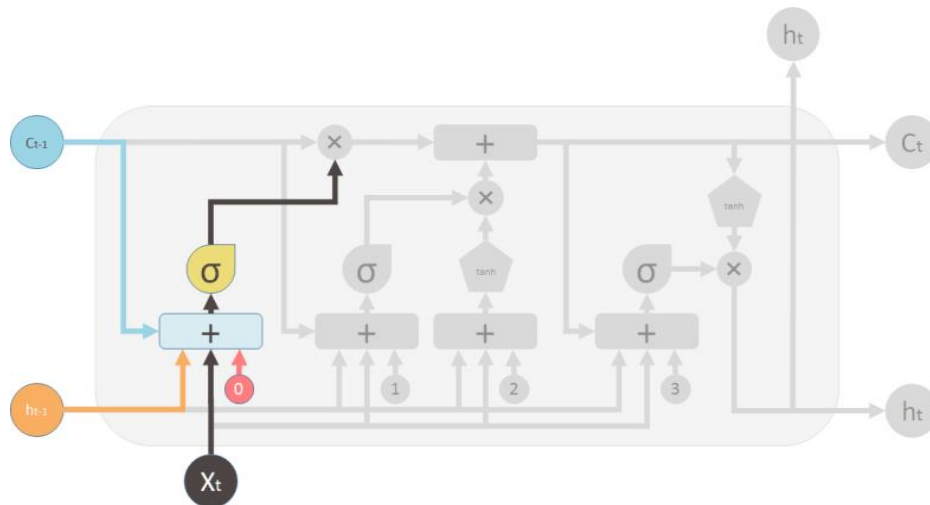 hₜ
Cₜ₋₁
×
+
Cₜ
tanh
×
σ
σ
tanh
σ
×
+
+
+
+
0
1
2
3
hₜ₋₁
hₜ
Xₜ